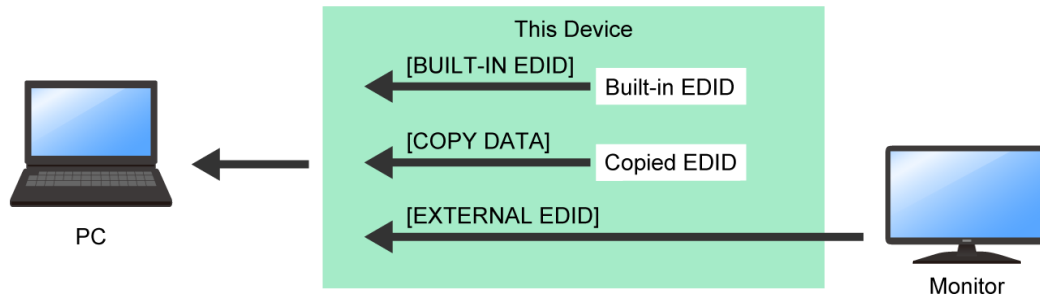 This Device
[BUILT-IN EDID]
Built-in EDID
[COPY DATA]
Copied EDID
[EXTERNAL EDID]
PC
Monitor